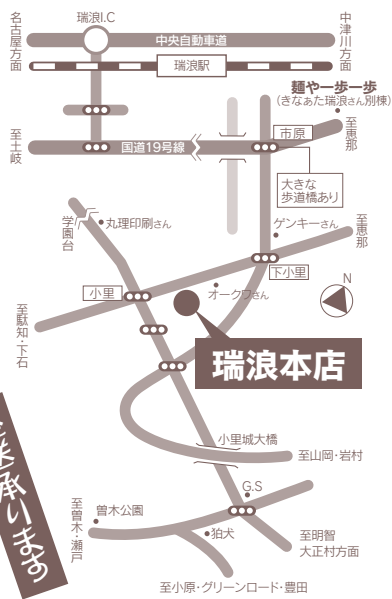 名古屋方面
瑞浪I.C
中津川方面
中央自動車道
瑞浪駅
麺や一歩一歩
(きなぁた瑞浪さん別棟)
至土岐
国道19号線
市原
至恵那
大きな
歩道橋あり
学園台
丸理印刷さん
ゲンキーさん
至恵那
下小里
小里
オークワさん
N
至駄知・下石
瑞浪本店
送承ります
小里城大橋
至山岡・岩村
G.S
至曽木・瀬戸
曽木公園
狛犬
至明智
大正村方面
至小原・グリーンロード・豊田